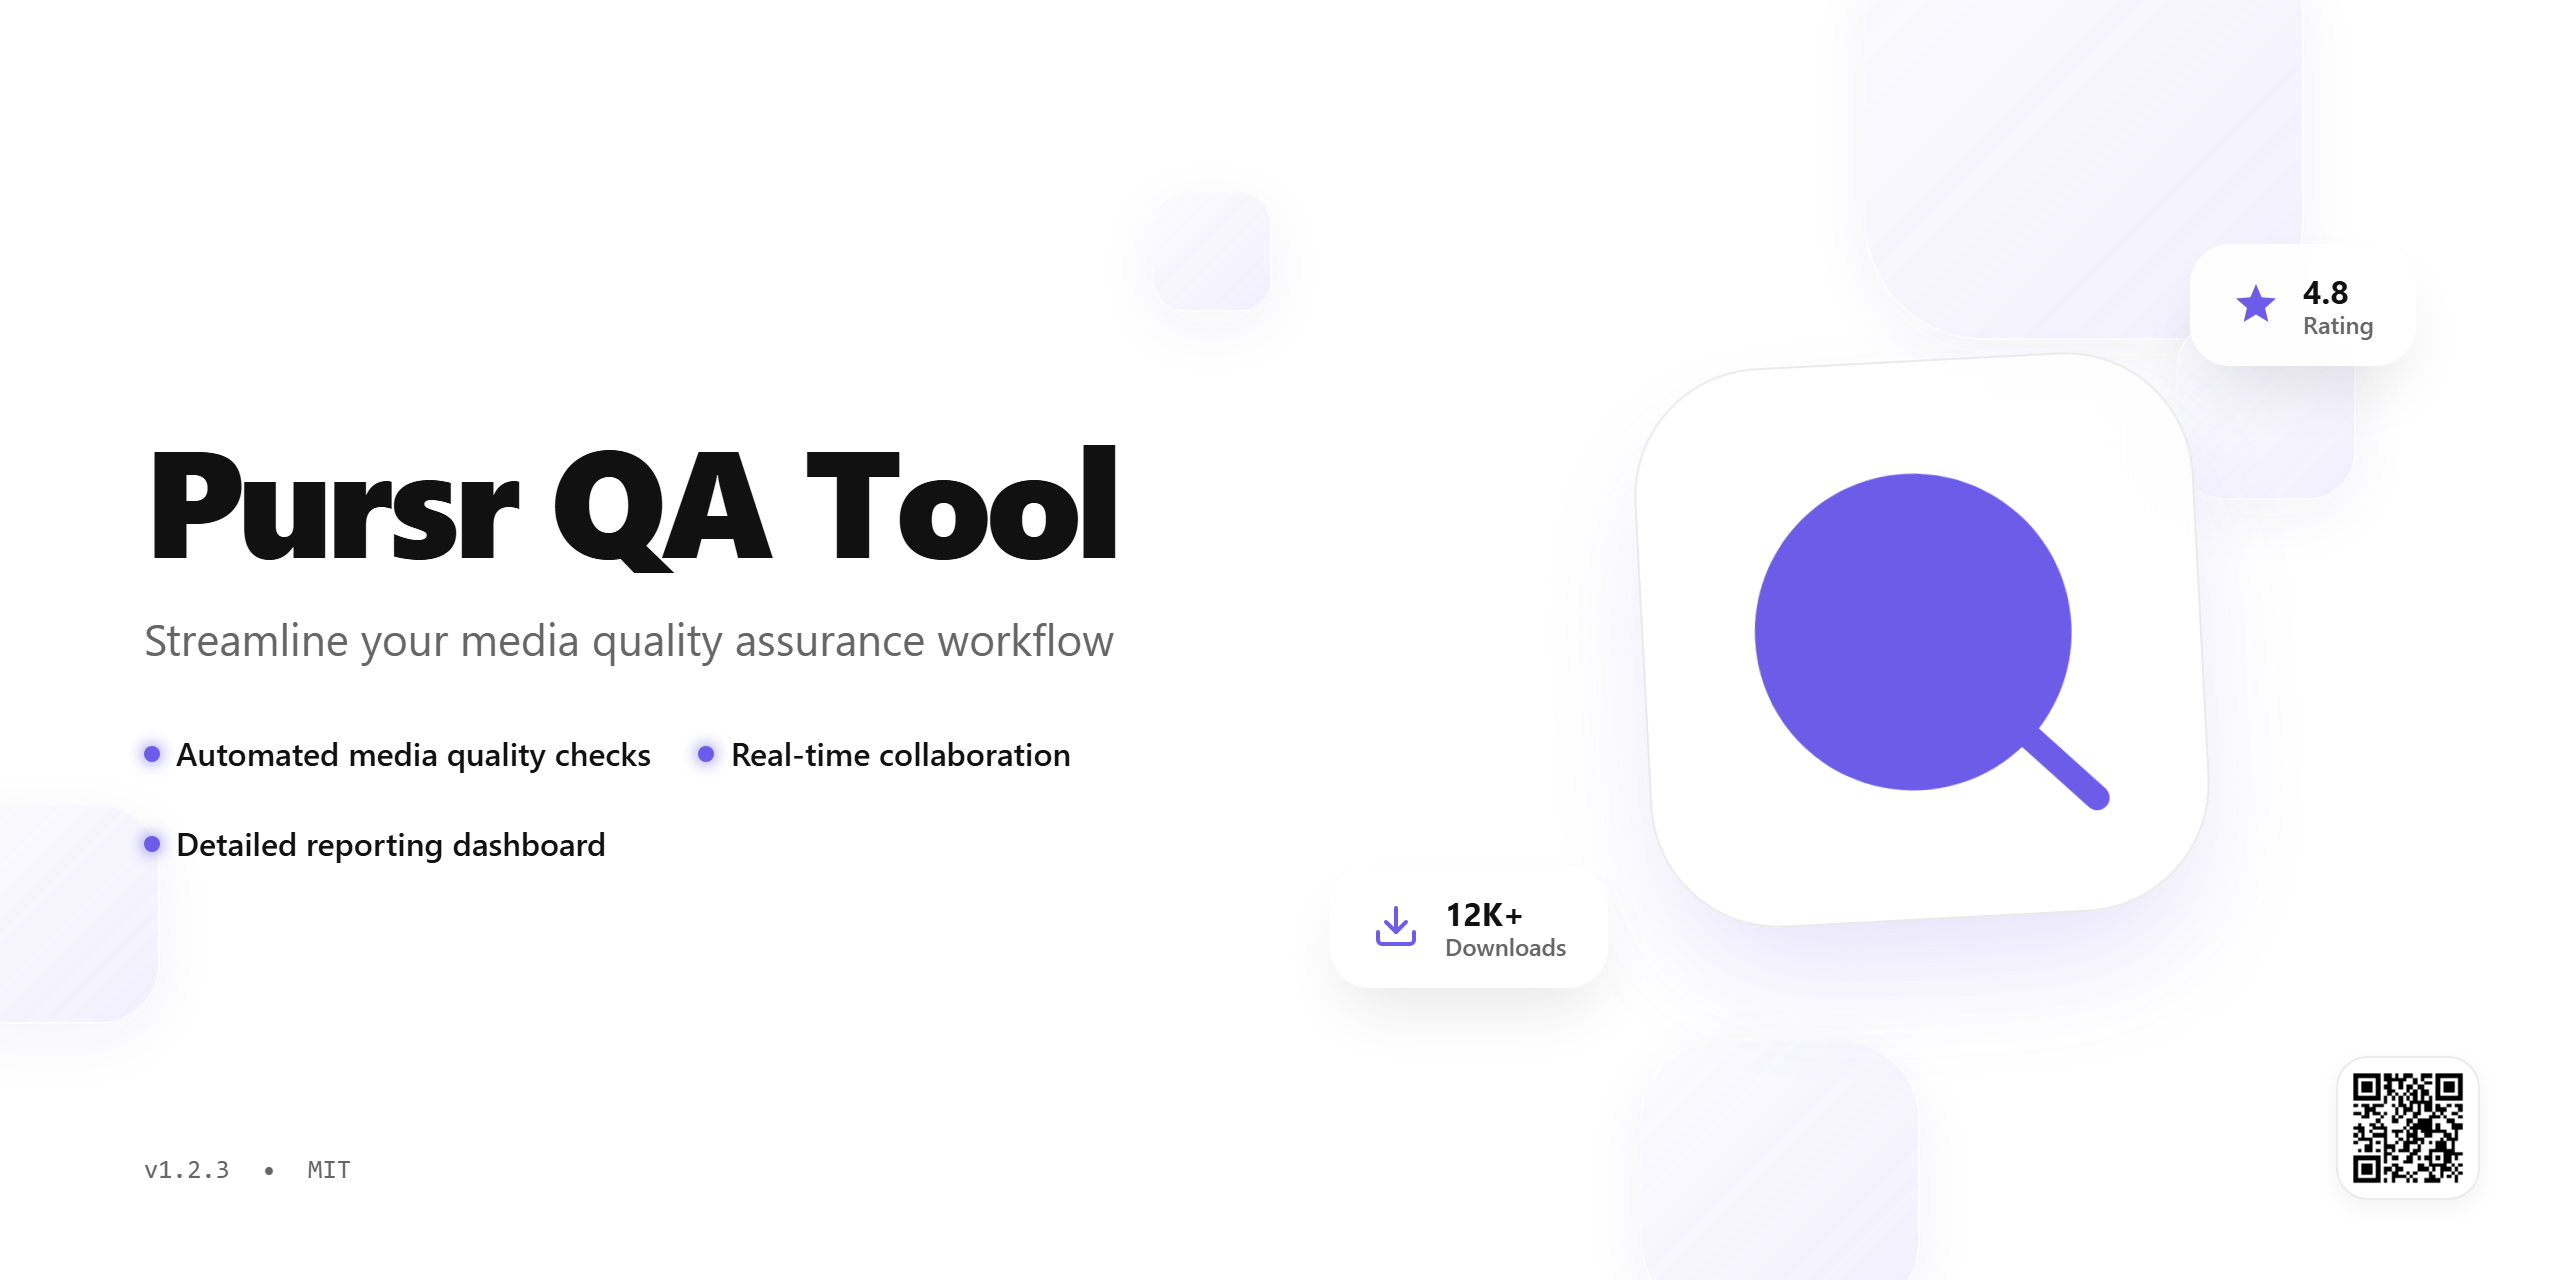 Pursr QA Tool
Streamline your media quality assurance workflow
Automated media quality checks
Real-time collaboration
Detailed reporting dashboard
4.8
Rating
12K+
Downloads
v1.2.3 • MIT